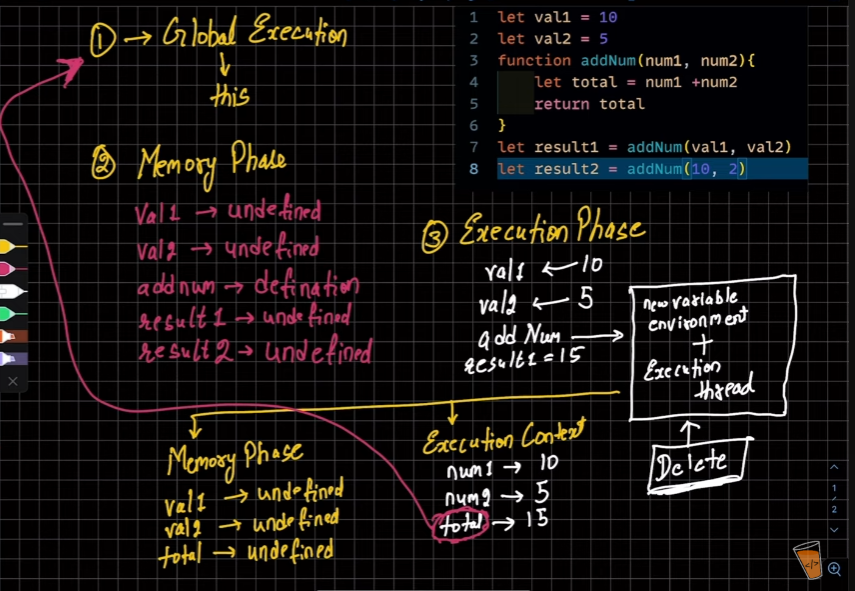 ① → Global Execution
this
② Memory Phase
Val1 → undefined
val2 → undefined
addnum → defination
result1 → undefined
result2 → undefined
1 let val1 = 10
2 let val2 = 5
3 function addNum(num1, num2){
4 let total = num1 +num2
5 return total
6 }
7 let result1 = addNum(val1, val2)
8 let result2 = addNum(10, 2)
③ Execution Phase
val1 ← 10
val2 ← 5
add Num →
result1 = 15
new variable
environment
+
Execution
thread
Delete
Memory Phase
val1 → undefined
val2 → undefined
total → undefined
Execution Context
num1 → 10
num2 → 5
total → 15
1
2
</>